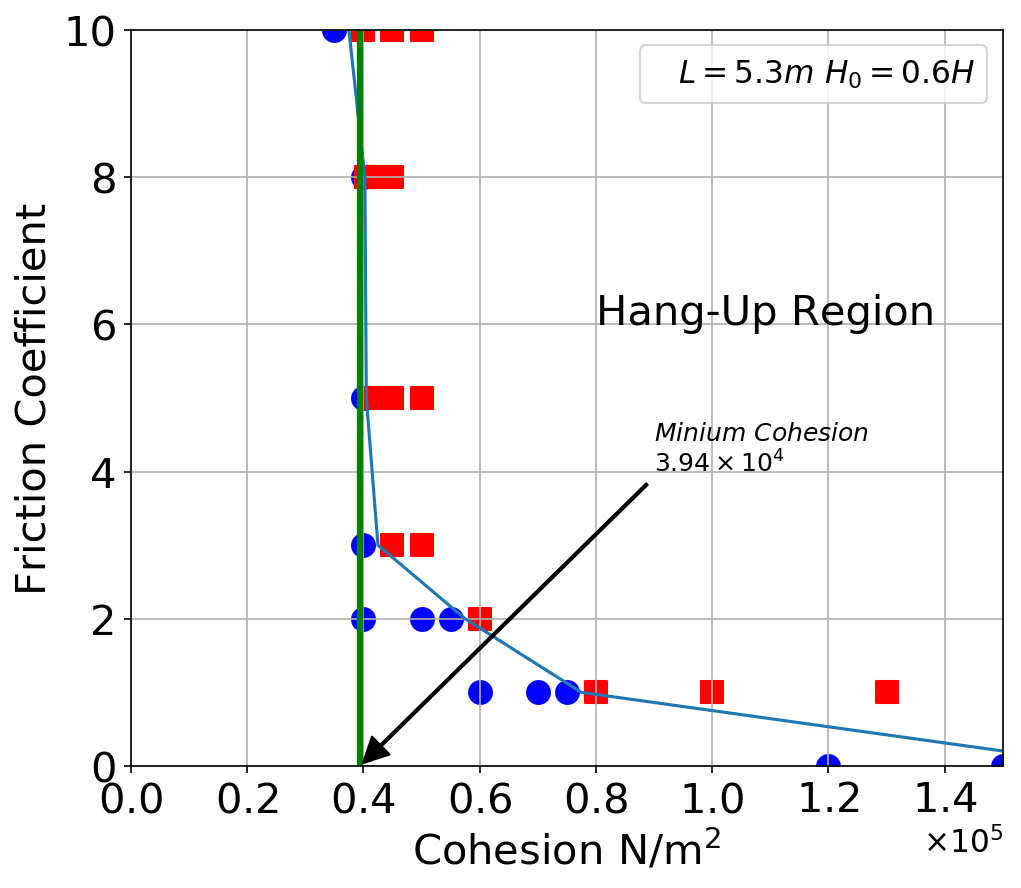 10
8
6
4
2
0
Friction Coefficient
L = 5.3m H₀ = 0.6H
Hang-Up Region
Minium Cohesion
3.94 × 10⁴
0.0 0.2 0.4 0.6 0.8 1.0 1.2 1.4
×10⁵
Cohesion N/m²